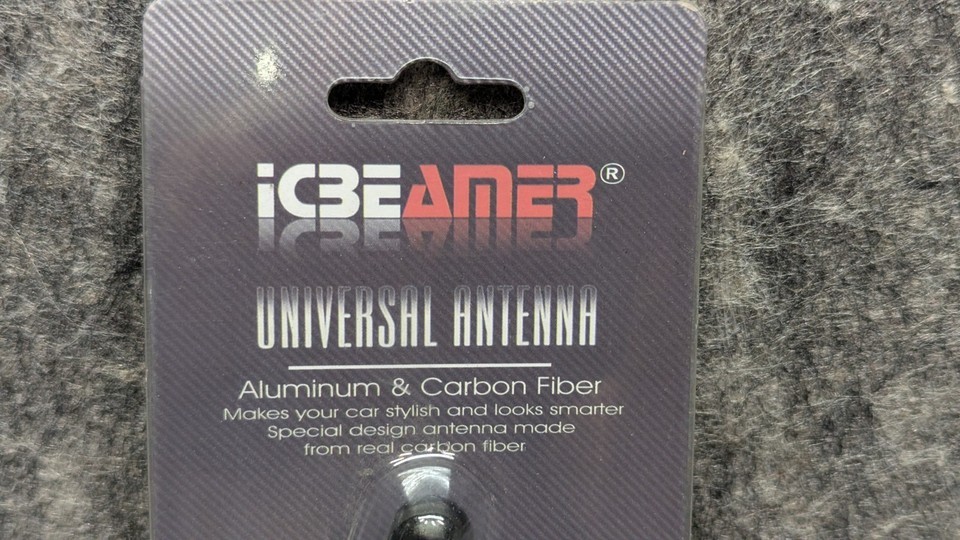 iCBEAMER®
UNIVERSAL ANTENNA
Aluminum & Carbon Fiber
Makes your car stylish and looks smarter
Special design antenna made
from real carbon fiber